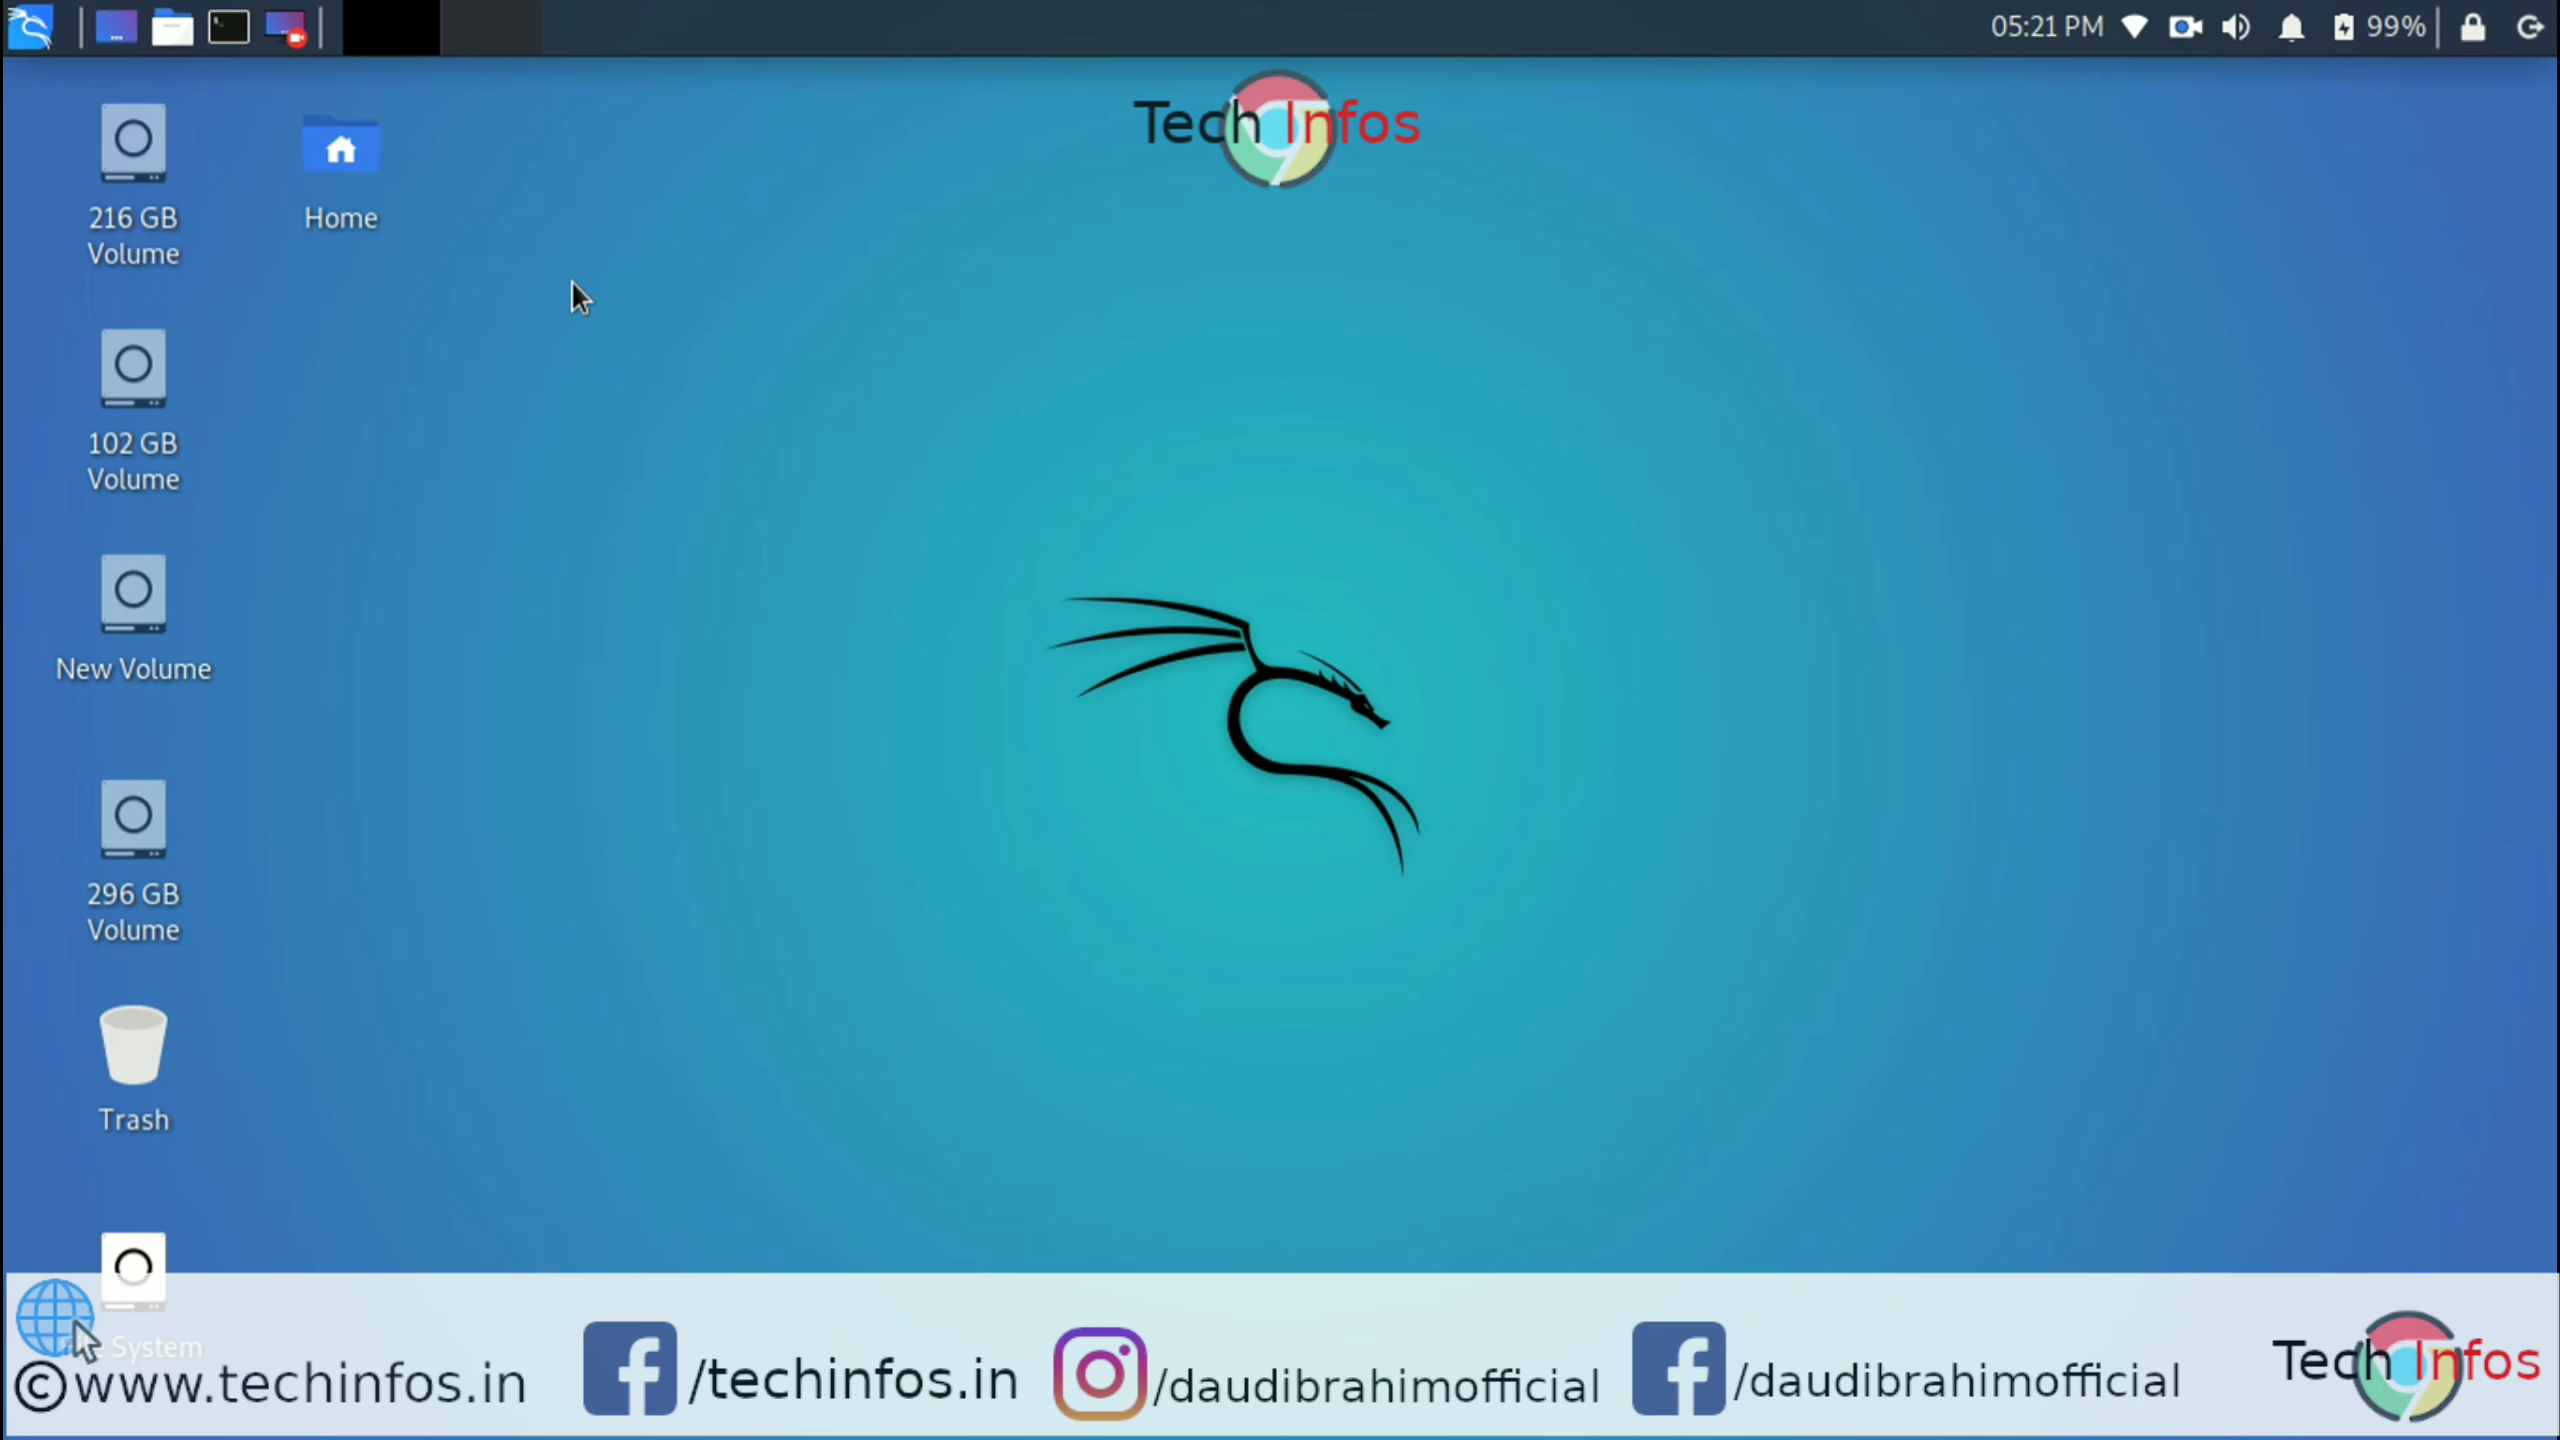 05:21 PM
99%
Tech Infos
216 GB
Volume
Home
102 GB
Volume
New Volume
296 GB
Volume
Trash
System
©www.techinfos.in
/techinfos.in
/daudibrahimofficial
/daudibrahimofficial
Tech Infos